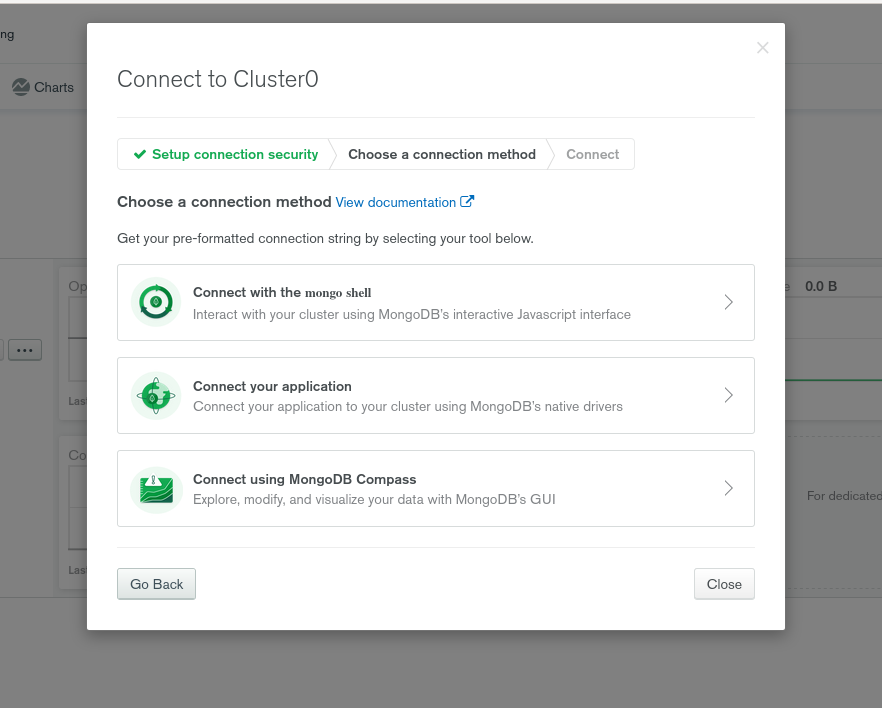 ng
Connect to Cluster0
Charts
Setup connection security
Choose a connection method
Connect
Choose a connection method View documentation
Get your pre-formatted connection string by selecting your tool below.
Op
Connect with the mongo shell
Interact with your cluster using MongoDB's interactive Javascript interface
e 0.0 B
Connect your application
Connect your application to your cluster using MongoDB's native drivers
Las
Co
Connect using MongoDB Compass
Explore, modify, and visualize your data with MongoDB's GUI
For dedicated
Las
Go Back
Close